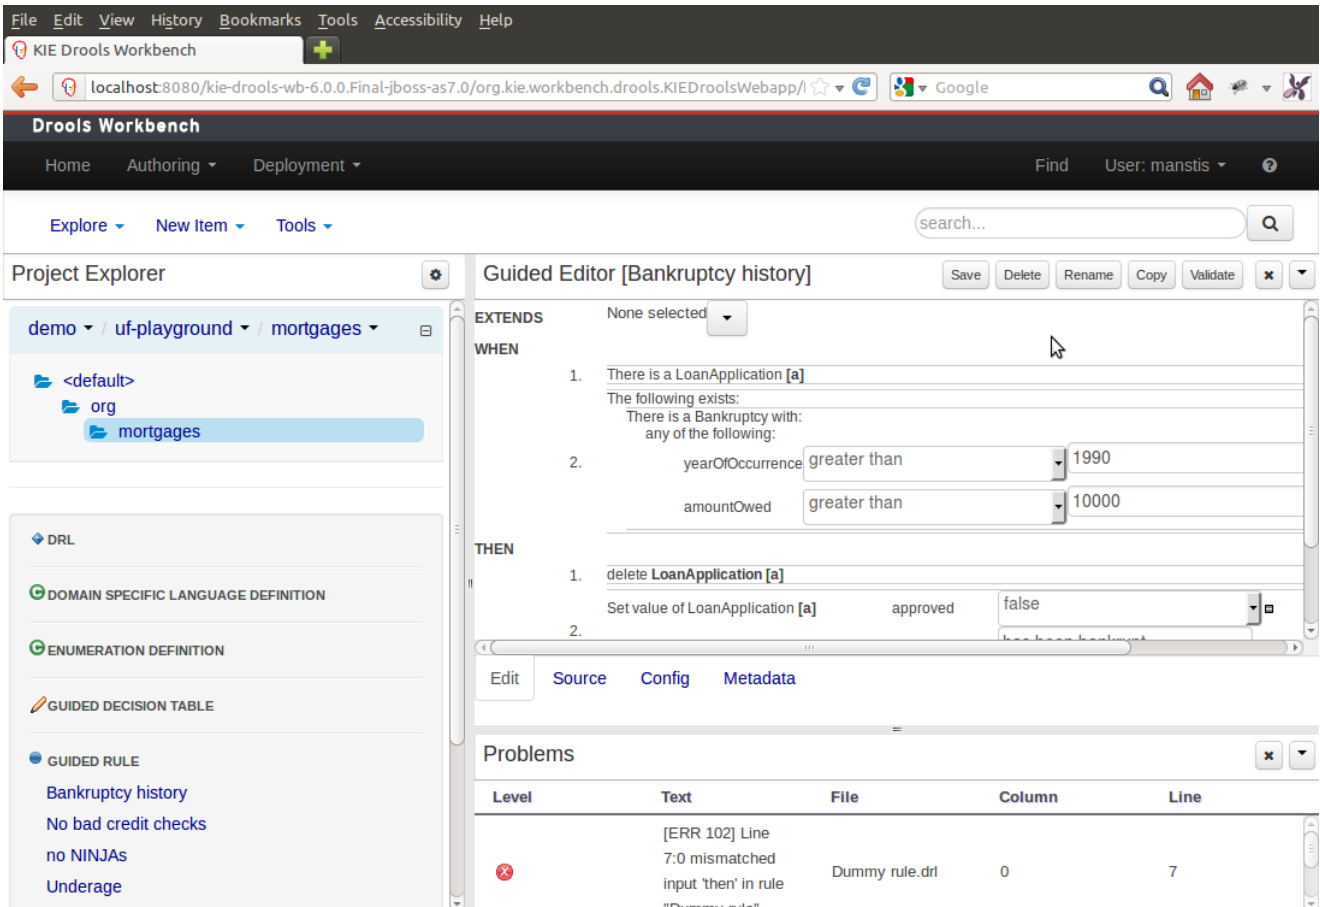 File Edit View History Bookmarks Tools Accessibility Help
KIE Drools Workbench
localhost:8080/kie-drools-wb-6.0.0.Final-jboss-as7.0/org.kie.workbench.drools.KIEDroolsWebapp/ Google
Drools Workbench
Home Authoring Deployment Find User: manstis
Explore New Item Tools search...
Project Explorer
demo / uf-playground / mortgages
<default>
org
mortgages
DRL
DOMAIN SPECIFIC LANGUAGE DEFINITION
ENUMERATION DEFINITION
GUIDED DECISION TABLE
GUIDED RULE
Bankruptcy history
No bad credit checks
no NINJAs
Underage
Guided Editor [Bankruptcy history] Save Delete Rename Copy Validate
EXTENDS None selected
WHEN
1. There is a LoanApplication [a]
The following exists:
There is a Bankruptcy with:
any of the following:
2. yearOfOccurrence greater than 1990
amountOwed greater than 10000
THEN
1. delete LoanApplication [a]
Set value of LoanApplication [a] approved false
2.
has been bankrupt
Edit Source Config Metadata
Problems
Level Text File Column Line
[ERR 102] Line
7:0 mismatched
input 'then' in rule
"Dummy rule"
Dummy rule.drl 0 7